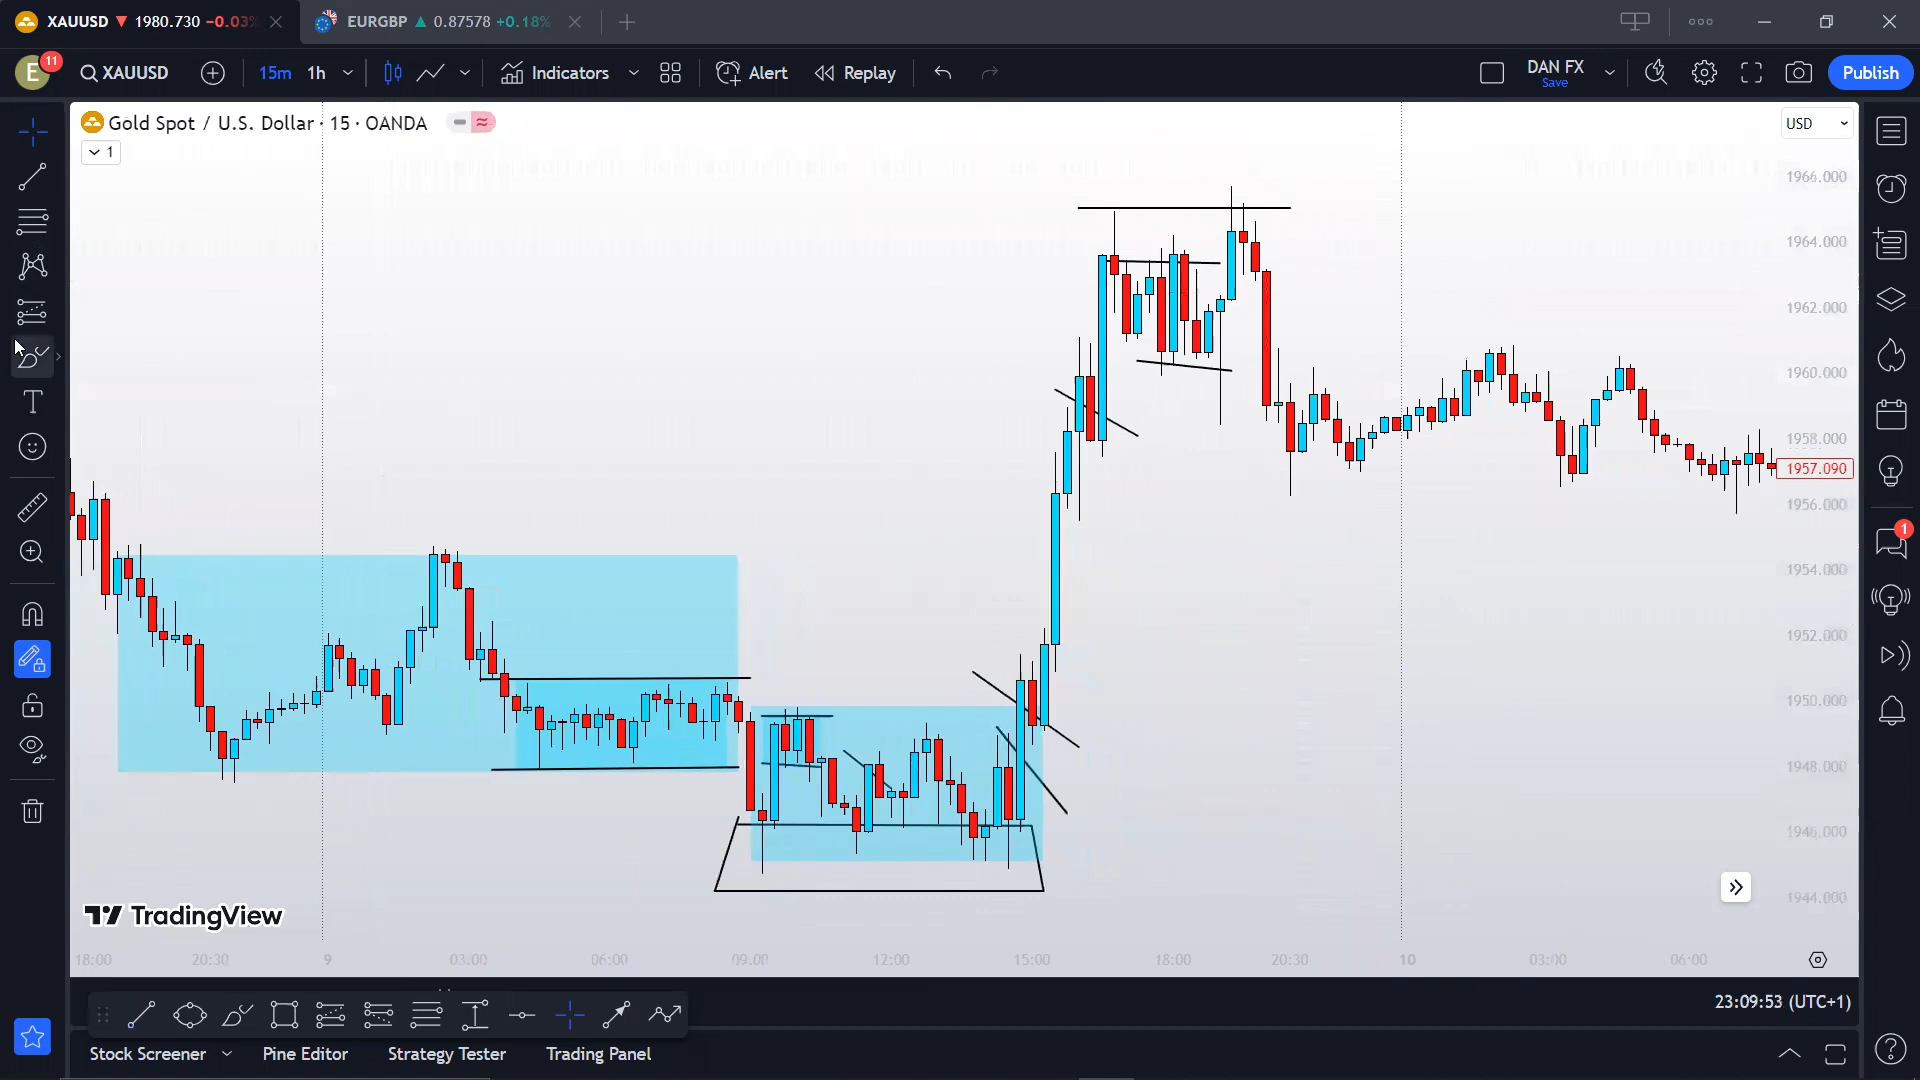 XAUUSD ▼ 1980.730 −0.03%
EURGBP ▲ 0.87578 +0.18%
E 11
XAUUSD
15m 1h
Indicators
Alert
Replay
DAN FX
Save
Publish
Gold Spot / U.S. Dollar · 15 · OANDA
1
USD
1966.000
1964.000
1962.000
1960.000
1958.000
1957.090
1956.000
1954.000
1952.000
1950.000
1948.000
1946.000
1944.000
1
TradingView
18:00 20:30 9 03:00 06:00 09:00 12:00 15:00 18:00 20:30 10 03:00 06:00
23:09:53 (UTC+1)
Stock Screener Pine Editor Strategy Tester Trading Panel